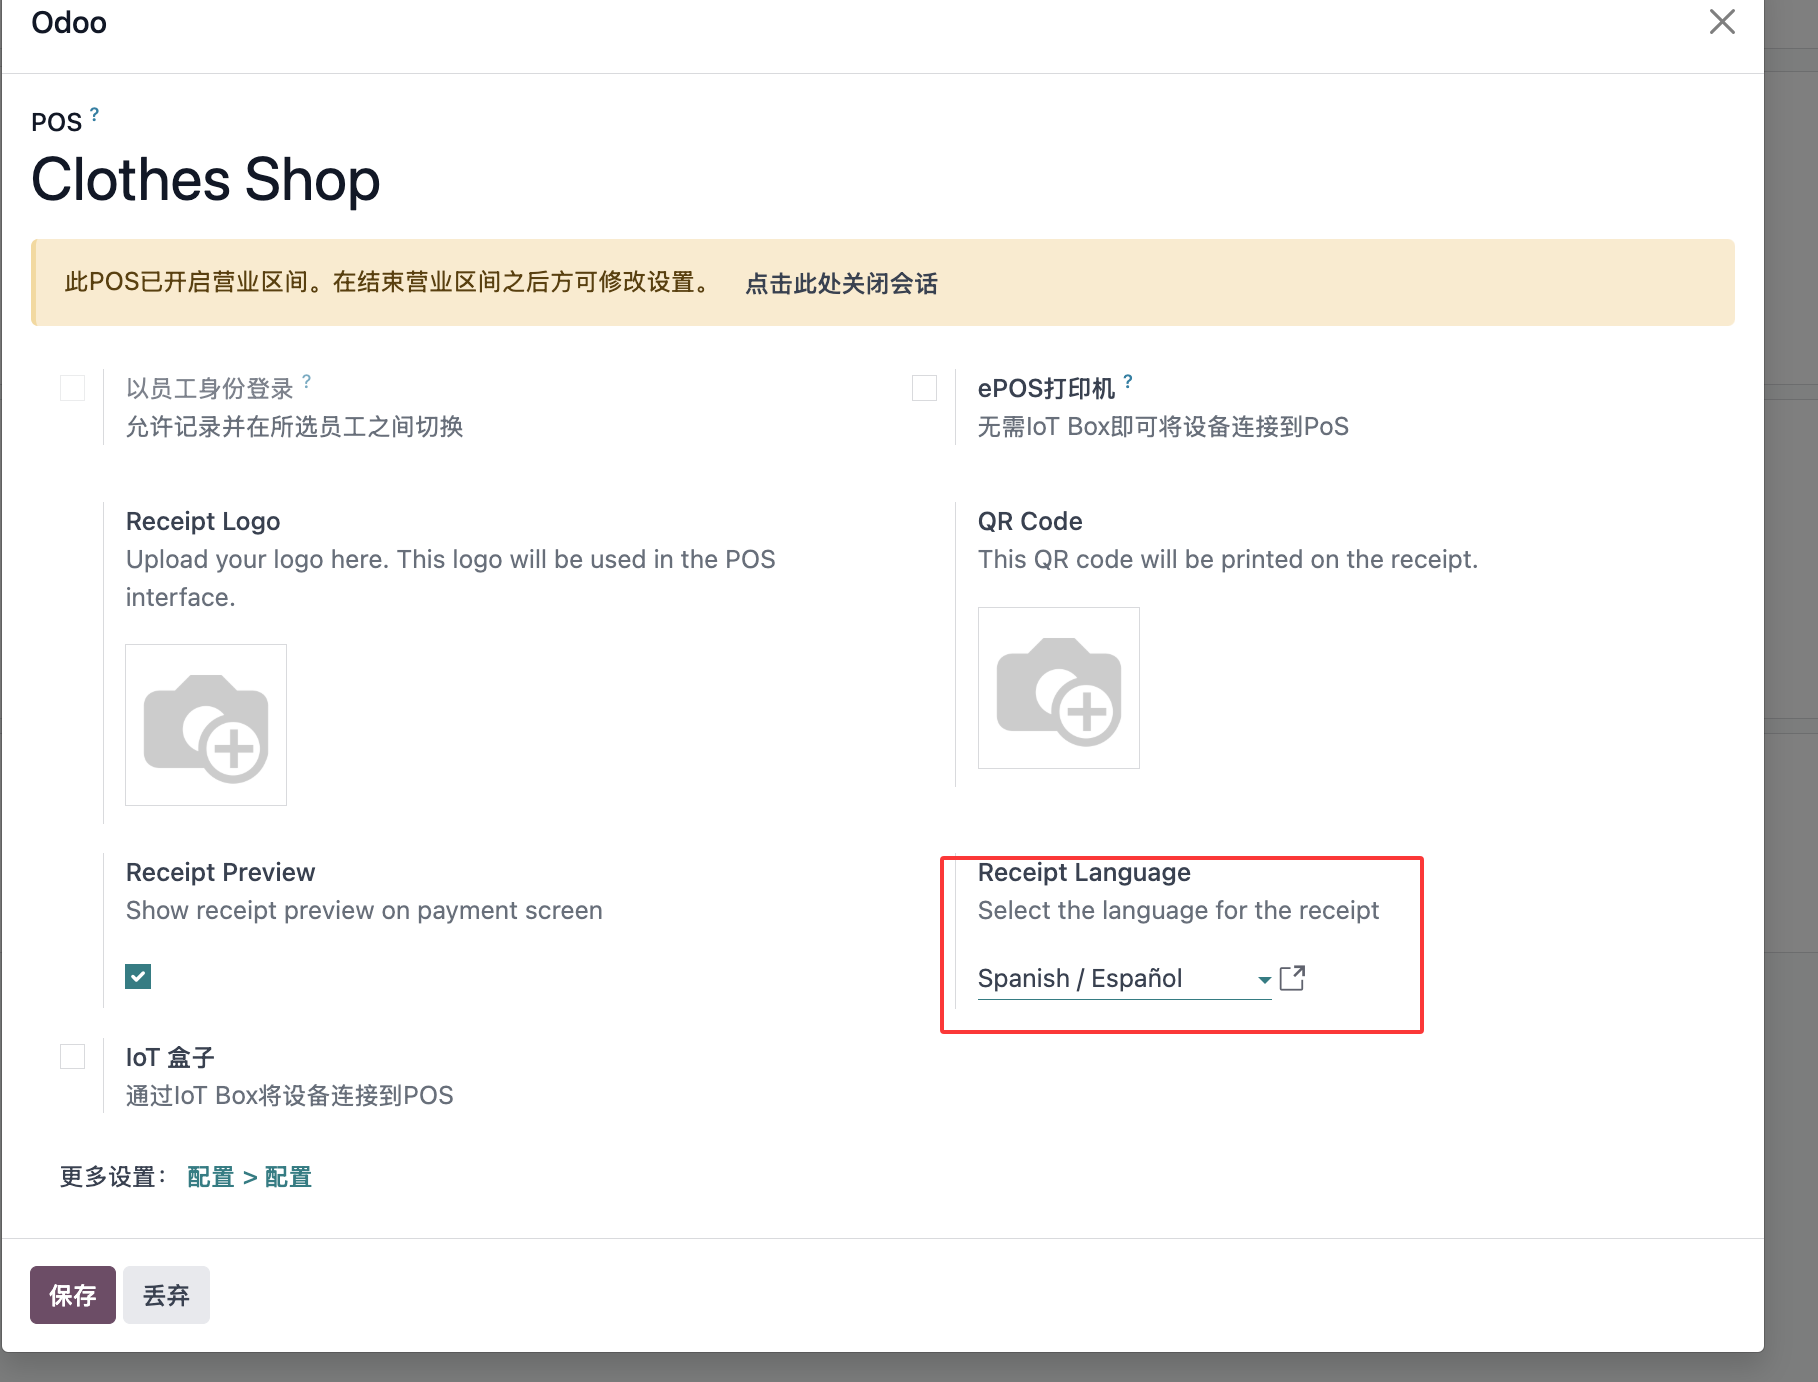 Odoo
POS ?
Clothes Shop
此POS已开启营业区间。在结束营业区间之后方可修改设置。 点击此处关闭会话
以员工身份登录 ?
允许记录并在所选员工之间切换
ePOS打印机 ?
无需IoT Box即可将设备连接到PoS
Receipt Logo
Upload your logo here. This logo will be used in the POS
interface.
QR Code
This QR code will be printed on the receipt.
Receipt Preview
Show receipt preview on payment screen
Receipt Language
Select the language for the receipt
Spanish / Español
IoT 盒子
通过IoT Box将设备连接到POS
更多设置： 配置 > 配置
保存 丢弃